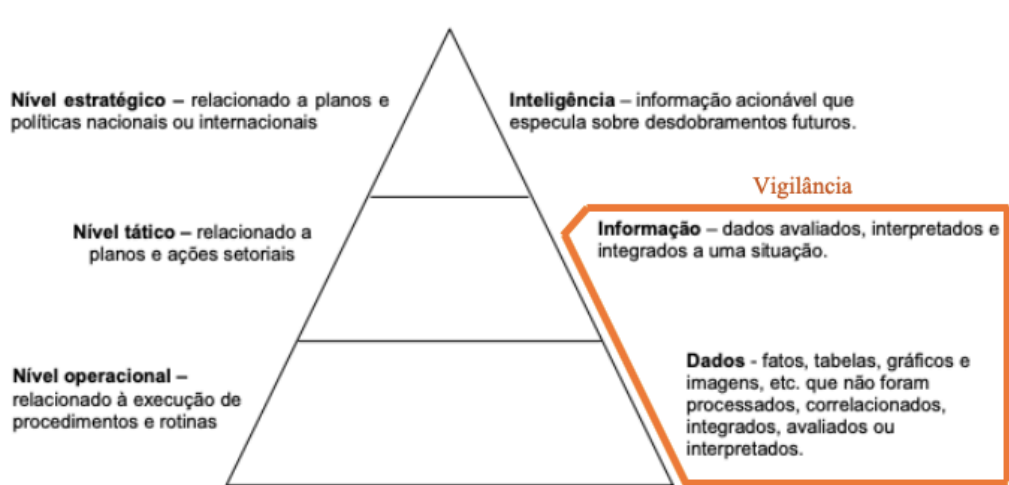 Nível estratégico – relacionado a planos e
políticas nacionais ou internacionais
Inteligência – informação acionável que
especula sobre desdobramentos futuros.
Vigilância
Nível tático – relacionado a
planos e ações setoriais
Informação – dados avaliados, interpretados e
integrados a uma situação.
Nível operacional –
relacionado à execução de
procedimentos e rotinas
Dados - fatos, tabelas, gráficos e
imagens, etc. que não foram
processados, correlacionados,
integrados, avaliados ou
interpretados.